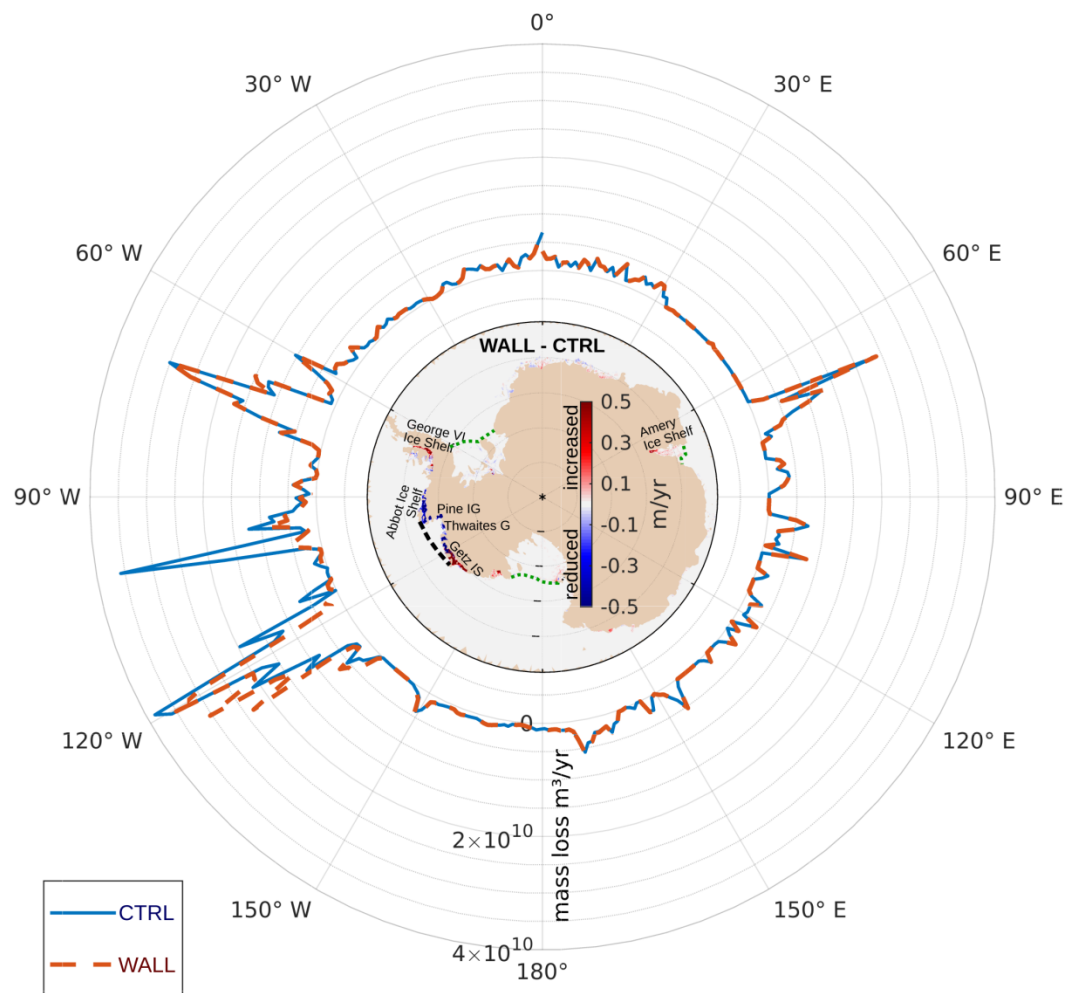 0°
30° W
30° E
60° W
60° E
WALL - CTRL
increased
reduced
0.5
0.3
0.1
-0.1
-0.3
-0.5
m/yr
George VI
Ice Shelf
Amery
Ice Shelf
Abbot Ice
Shelf
Pine IG
Thwaites G
Getz IS
90° W
90° E
120° W
120° E
0
2×10¹⁰
4×10¹⁰
mass loss m³/yr
150° W
150° E
180°
CTRL
WALL